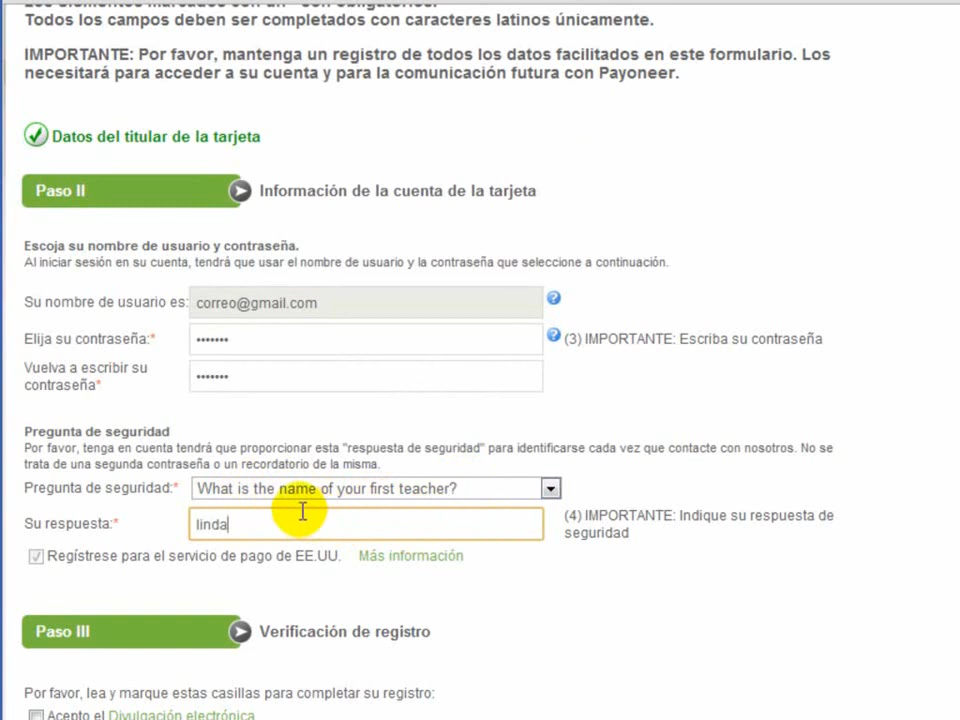 Los elementos marcados con un * son obligatorios.
Todos los campos deben ser completados con caracteres latinos únicamente.
IMPORTANTE: Por favor, mantenga un registro de todos los datos facilitados en este formulario. Los
necesitará para acceder a su cuenta y para la comunicación futura con Payoneer.
Datos del titular de la tarjeta
Paso II
Información de la cuenta de la tarjeta
Escoja su nombre de usuario y contraseña.
Al iniciar sesión en su cuenta, tendrá que usar el nombre de usuario y la contraseña que seleccione a continuación.
Su nombre de usuario es: correo@gmail.com ?
Elija su contraseña:* ••••••• ? (3) IMPORTANTE: Escriba su contraseña
Vuelva a escribir su
contraseña* •••••••
Pregunta de seguridad
Por favor, tenga en cuenta tendrá que proporcionar esta "respuesta de seguridad" para identificarse cada vez que contacte con nosotros. No se
trata de una segunda contraseña o un recordatorio de la misma.
Pregunta de seguridad:* What is the name of your first teacher?
Su respuesta:* linda
(4) IMPORTANTE: Indique su respuesta de
seguridad
Regístrese para el servicio de pago de EE.UU. Más información
Paso III
Verificación de registro
Por favor, lea y marque estas casillas para completar su registro:
Acepto el Divulgación electrónica